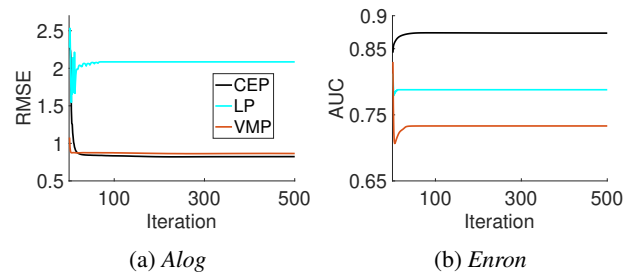 RMSE
2.5
2
1.5
1
0.5
100
300
500
Iteration
CEP
LP
VMP
(a) Alog
AUC
0.9
0.85
0.75
0.65
100
300
500
Iteration
(b) Enron